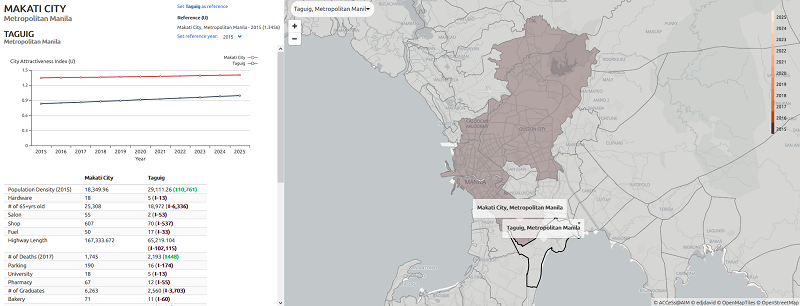 MAKATI CITY
Metropolitan Manila
Set Taguig as reference
Reference (U)
Makati City, Metropolitan Manila - 2015 (1.3456)
Set reference year: 2015
TAGUIG
Metropolitan Manila
City Attractiveness Index (U)
Makati City
Taguig
1.5
1.2
0.9
0.6
0.3
0
2015 2016 2017 2018 2019 2020 2021 2022 2023 2024 2025
Year
Makati City Taguig
Population Density (2015) 18,349.96 29,111.26 (⬆10,761)
Hardware 18 5 (⬇-13)
# of 65+yrs old 25,308 18,972 (⬇-6,336)
Salon 55 2 (⬇-53)
Shop 607 70 (⬇-537)
Fuel 50 17 (⬇-33)
Highway Length 167,333.672 65,219.104
(⬇-102,115)
# of Deaths (2017) 1,745 2,193 (⬆448)
Parking 190 16 (⬇-174)
University 18 5 (⬇-13)
Pharmacy 67 12 (⬇-55)
# of Graduates 6,263 2,560 (⬇-3,703)
Bakery 71 11 (⬇-60)
Taguig, Metropolitan Manil
+
−
2025
2024
2023
2022
2021
2020
2019
2018
2017
2016
2015
QUEZON CITY
CALOOCAN
MANILA
SAN JUAN
Makati City, Metropolitan Manila
Taguig, Metropolitan Manila
×
© ACCess@AIM © edjdavid © OpenMapTiles © OpenStreetMap